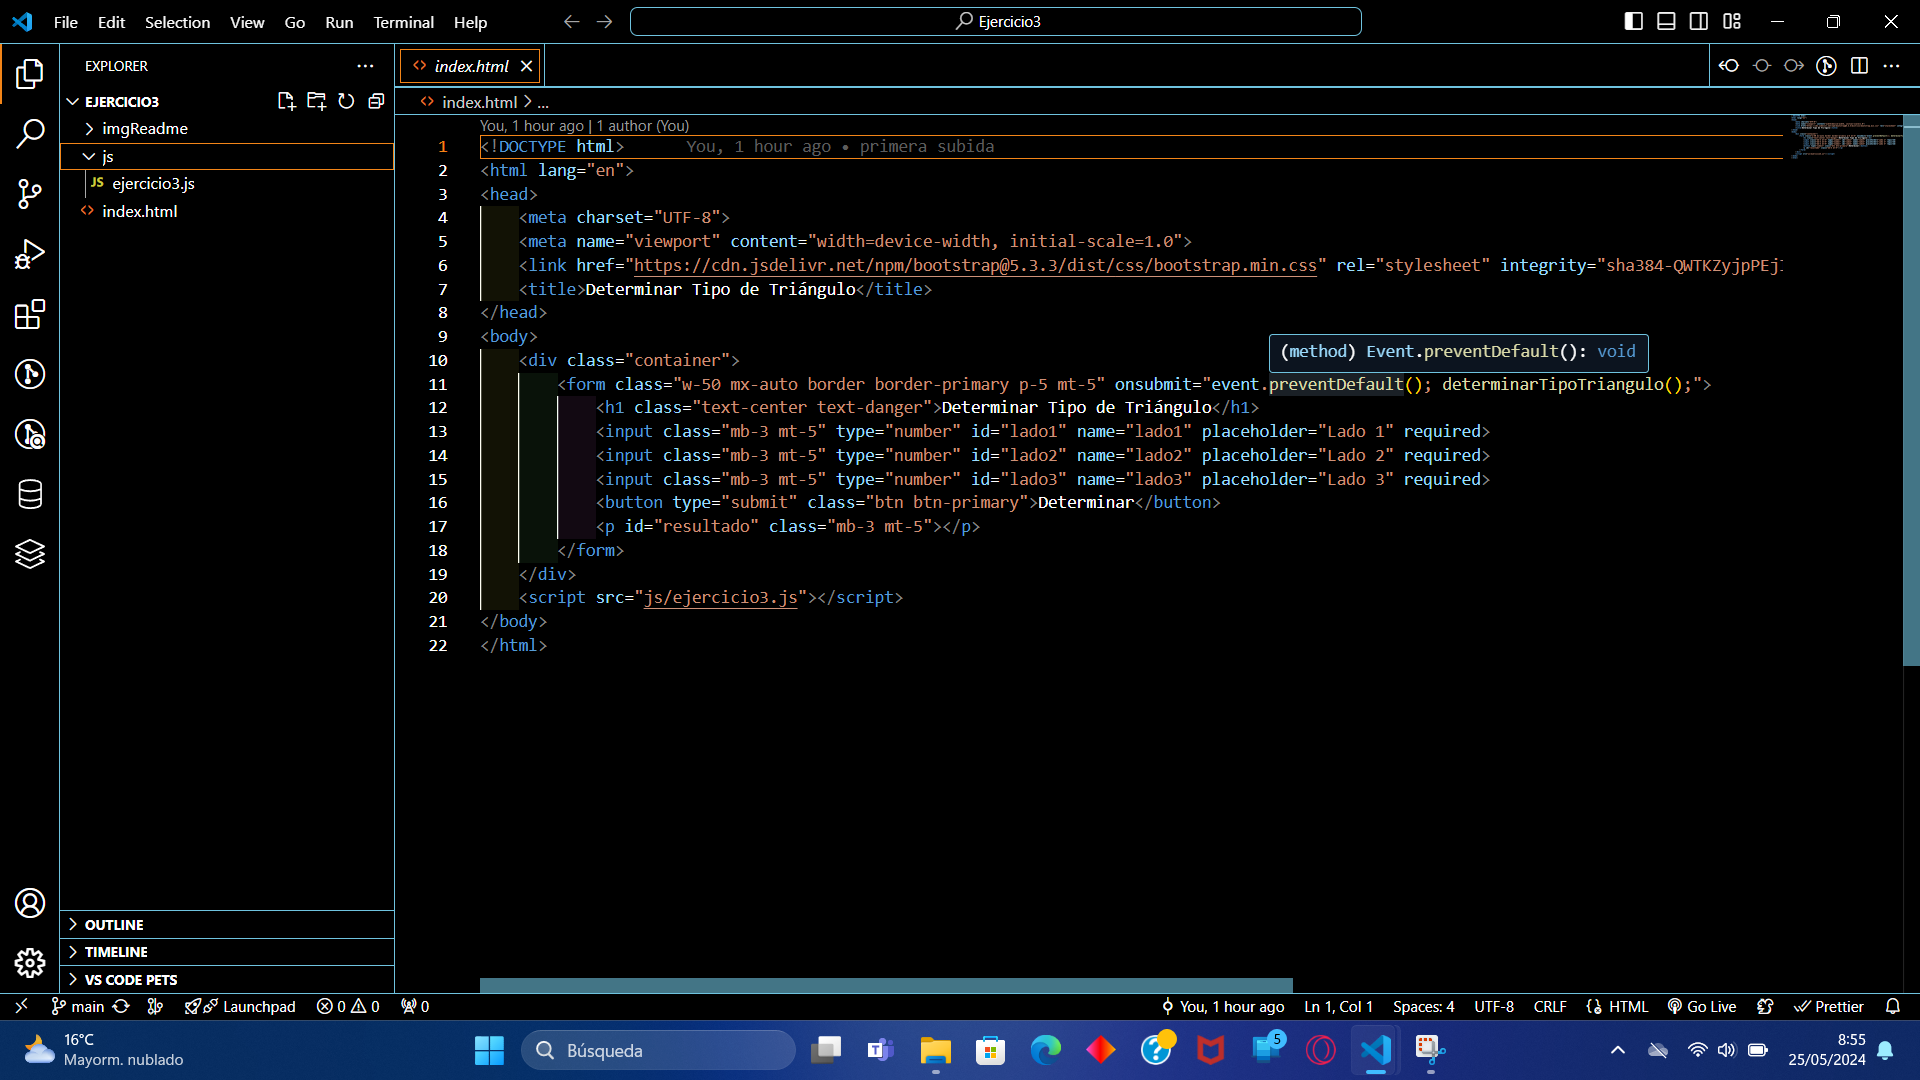 File Edit Selection View Go Run Terminal Help
Ejercicio3
EXPLORER
EJERCICIO3
imgReadme
js
JS ejercicio3.js
index.html
index.html
index.html > ...
You, 1 hour ago | 1 author (You)
1 <!DOCTYPE html> You, 1 hour ago • primera subida
2 <html lang="en">
3 <head>
4 <meta charset="UTF-8">
5 <meta name="viewport" content="width=device-width, initial-scale=1.0">
6 <link href="https://cdn.jsdelivr.net/npm/bootstrap@5.3.3/dist/css/bootstrap.min.css" rel="stylesheet" integrity="sha384-QWTKZyjpPEj
7 <title>Determinar Tipo de Triángulo</title>
8 </head>
9 <body>
(method) Event.preventDefault(): void
10 <div class="container">
11 <form class="w-50 mx-auto border border-primary p-5 mt-5" onsubmit="event.preventDefault(); determinarTipoTriangulo();">
12 <h1 class="text-center text-danger">Determinar Tipo de Triángulo</h1>
13 <input class="mb-3 mt-5" type="number" id="lado1" name="lado1" placeholder="Lado 1" required>
14 <input class="mb-3 mt-5" type="number" id="lado2" name="lado2" placeholder="Lado 2" required>
15 <input class="mb-3 mt-5" type="number" id="lado3" name="lado3" placeholder="Lado 3" required>
16 <button type="submit" class="btn btn-primary">Determinar</button>
17 <p id="resultado" class="mb-3 mt-5"></p>
18 </form>
19 </div>
20 <script src="js/ejercicio3.js"></script>
21 </body>
22 </html>
OUTLINE
TIMELINE
VS CODE PETS
main Launchpad 0 0 0 You, 1 hour ago Ln 1, Col 1 Spaces: 4 UTF-8 CRLF HTML Go Live Prettier
16°C
Mayorm. nublado
Búsqueda
5
8:55
25/05/2024